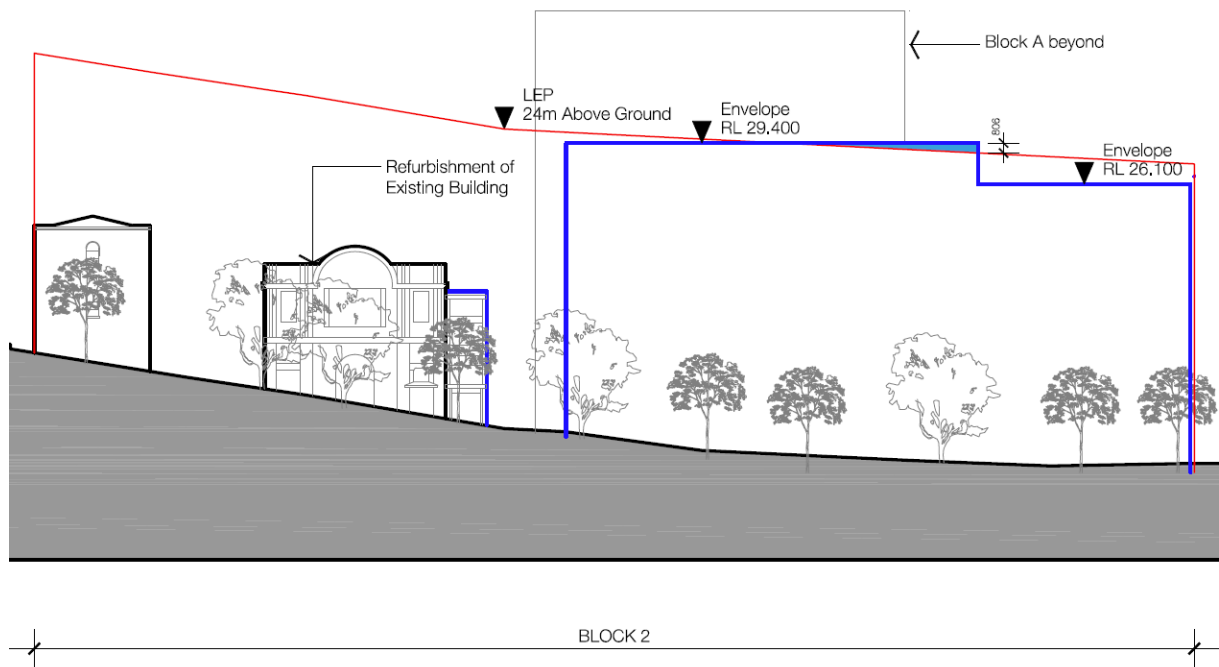 Block A beyond
LEP
24m Above Ground
Envelope
RL 29.400
806
Envelope
RL 26.100
Refurbishment of
Existing Building
BLOCK 2